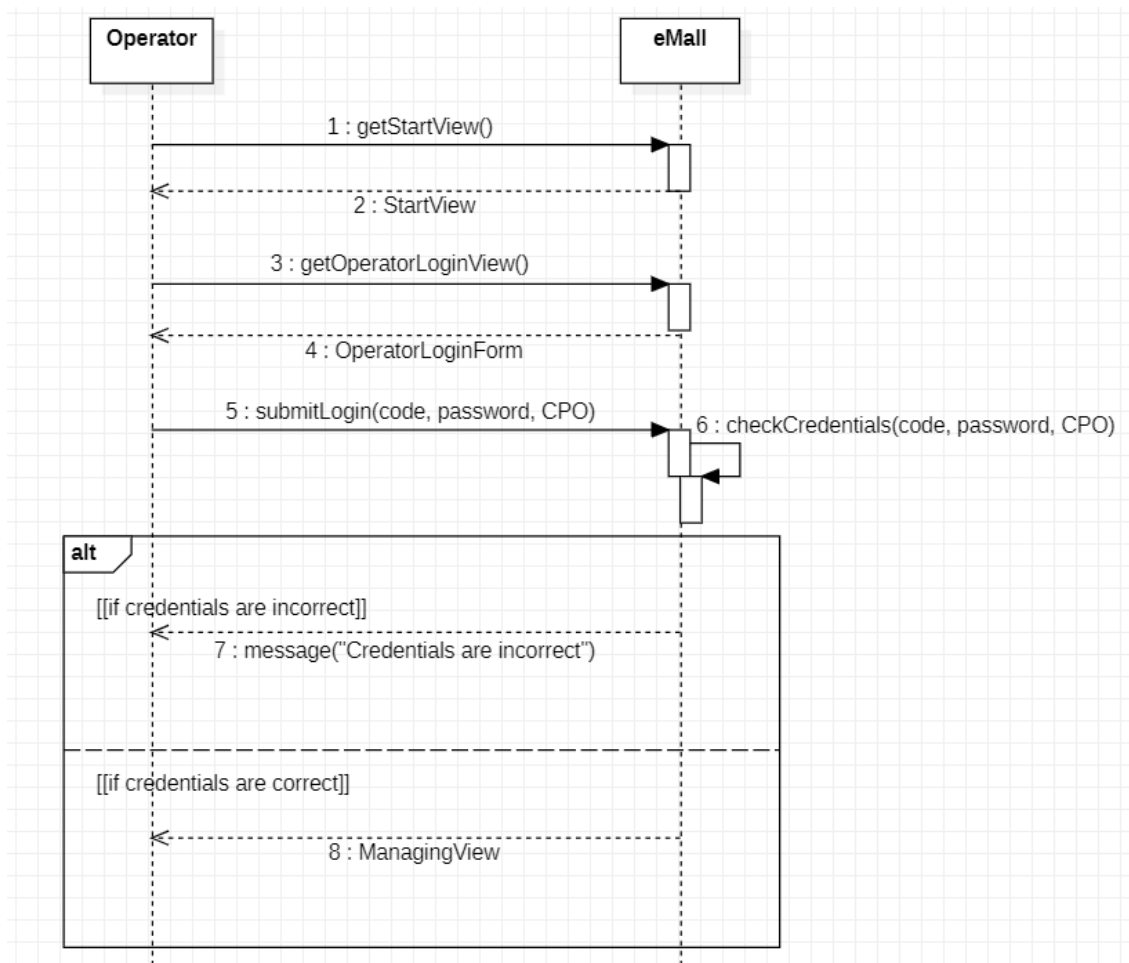 Operator
eMall
1 : getStartView()
2 : StartView
3 : getOperatorLoginView()
4 : OperatorLoginForm
5 : submitLogin(code, password, CPO)
6 : checkCredentials(code, password, CPO)
alt
[[if credentials are incorrect]]
7 : message("Credentials are incorrect")
[[if credentials are correct]]
8 : ManagingView